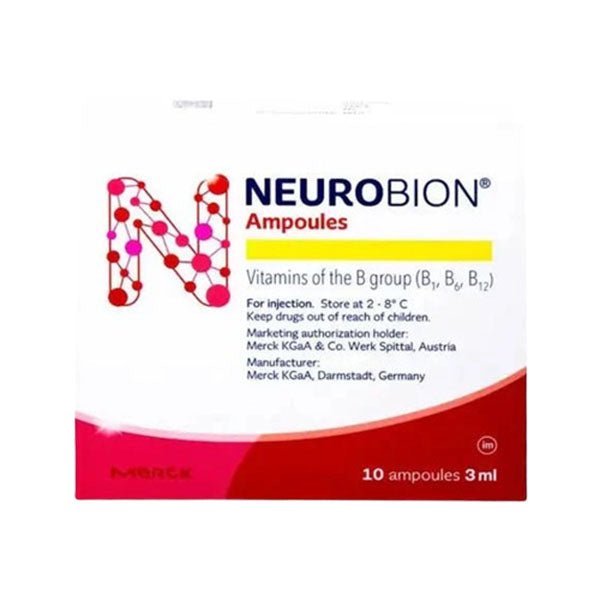 NEUROBION®
Ampoules
Vitamins of the B group (B₁, B₆, B₁₂)
For injection. Store at 2 - 8° C
Keep drugs out of reach of children.
Marketing authorization holder:
Merck KGaA & Co. Werk Spittal, Austria
Manufacturer:
Merck KGaA, Darmstadt, Germany
im
MERCK
10 ampoules 3 ml